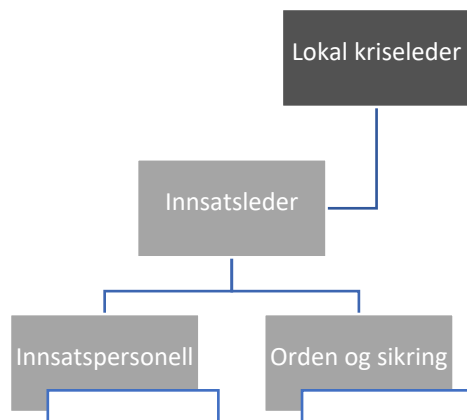 Lokal kriseleder
Innsatsleder
Innsatspersonell
Orden og sikring